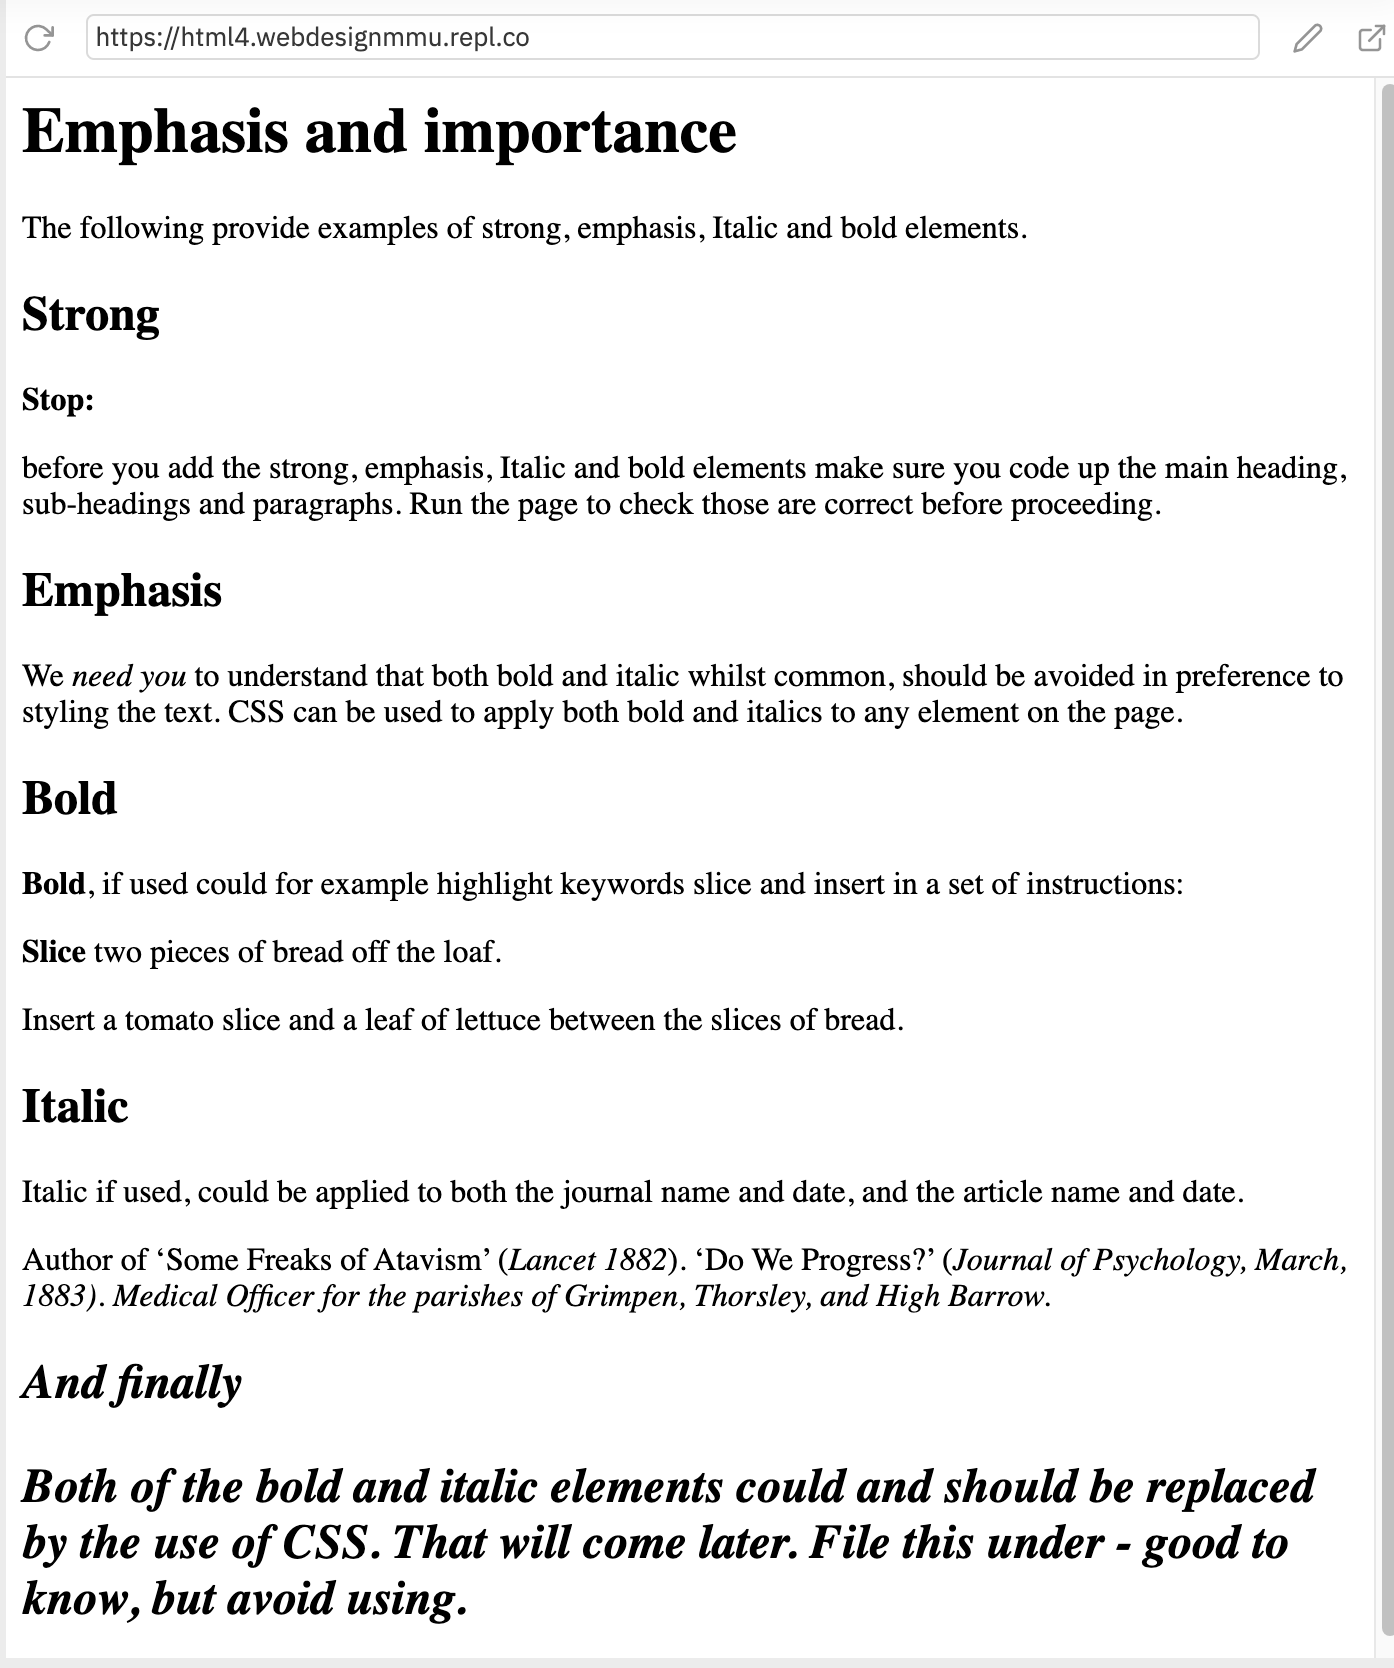 https://html4.webdesignmmu.repl.co
Emphasis and importance
The following provide examples of strong, emphasis, Italic and bold elements.
Strong
Stop:
before you add the strong, emphasis, Italic and bold elements make sure you code up the main heading,
sub-headings and paragraphs. Run the page to check those are correct before proceeding.
Emphasis
We need you to understand that both bold and italic whilst common, should be avoided in preference to
styling the text. CSS can be used to apply both bold and italics to any element on the page.
Bold
Bold, if used could for example highlight keywords slice and insert in a set of instructions:
Slice two pieces of bread off the loaf.
Insert a tomato slice and a leaf of lettuce between the slices of bread.
Italic
Italic if used, could be applied to both the journal name and date, and the article name and date.
Author of ‘Some Freaks of Atavism’ (Lancet 1882). ‘Do We Progress?’ (Journal of Psychology, March,
1883). Medical Officer for the parishes of Grimpen, Thorsley, and High Barrow.
And finally
Both of the bold and italic elements could and should be replaced
by the use of CSS. That will come later. File this under - good to
know, but avoid using.